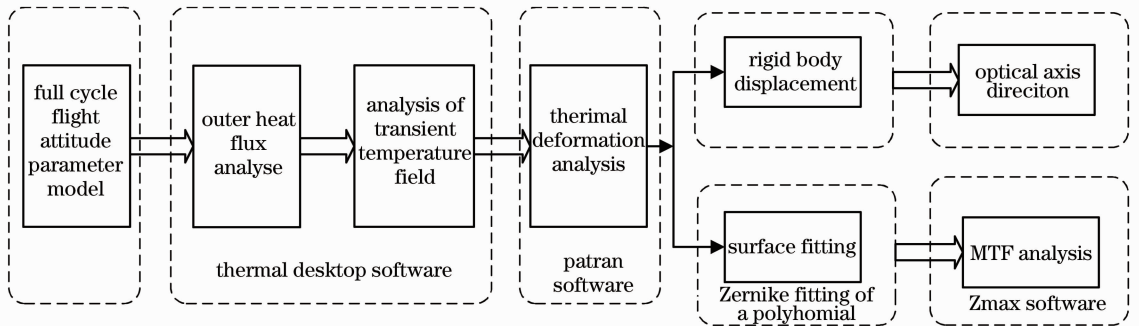 full cycle
flight
attitude
parameter
model
outer heat
flux
analyse
analysis of
transient
temperature
field
thermal desktop software
therimal
deformation
analysis
patran
software
rigid body
displacement
optical axis
direciton
surface fitting
Zernike fitting of
a polyhomial
MTF analysis
Zmax software